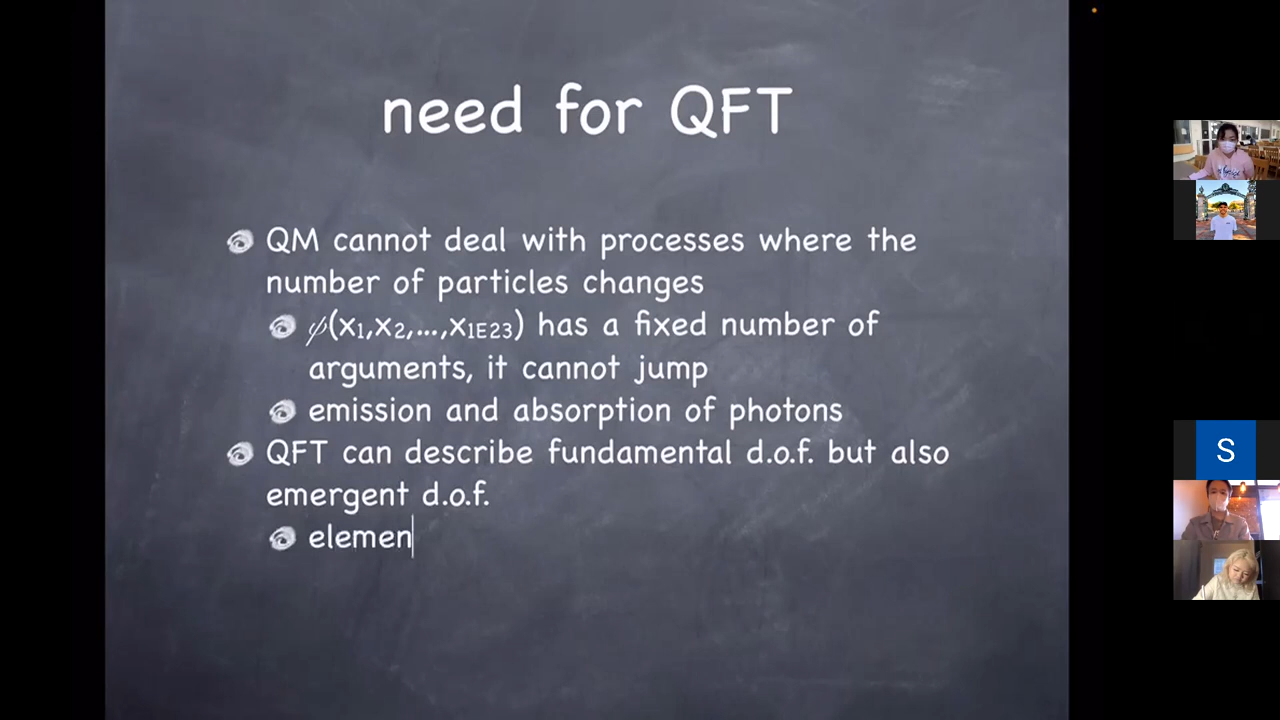 need for QFT
QM cannot deal with processes where the
number of particles changes
𝜓(x₁,x₂,...,x₁E₂₃) has a fixed number of
arguments, it cannot jump
emission and absorption of photons
QFT can describe fundamental d.o.f. but also
emergent d.o.f.
elemen
S